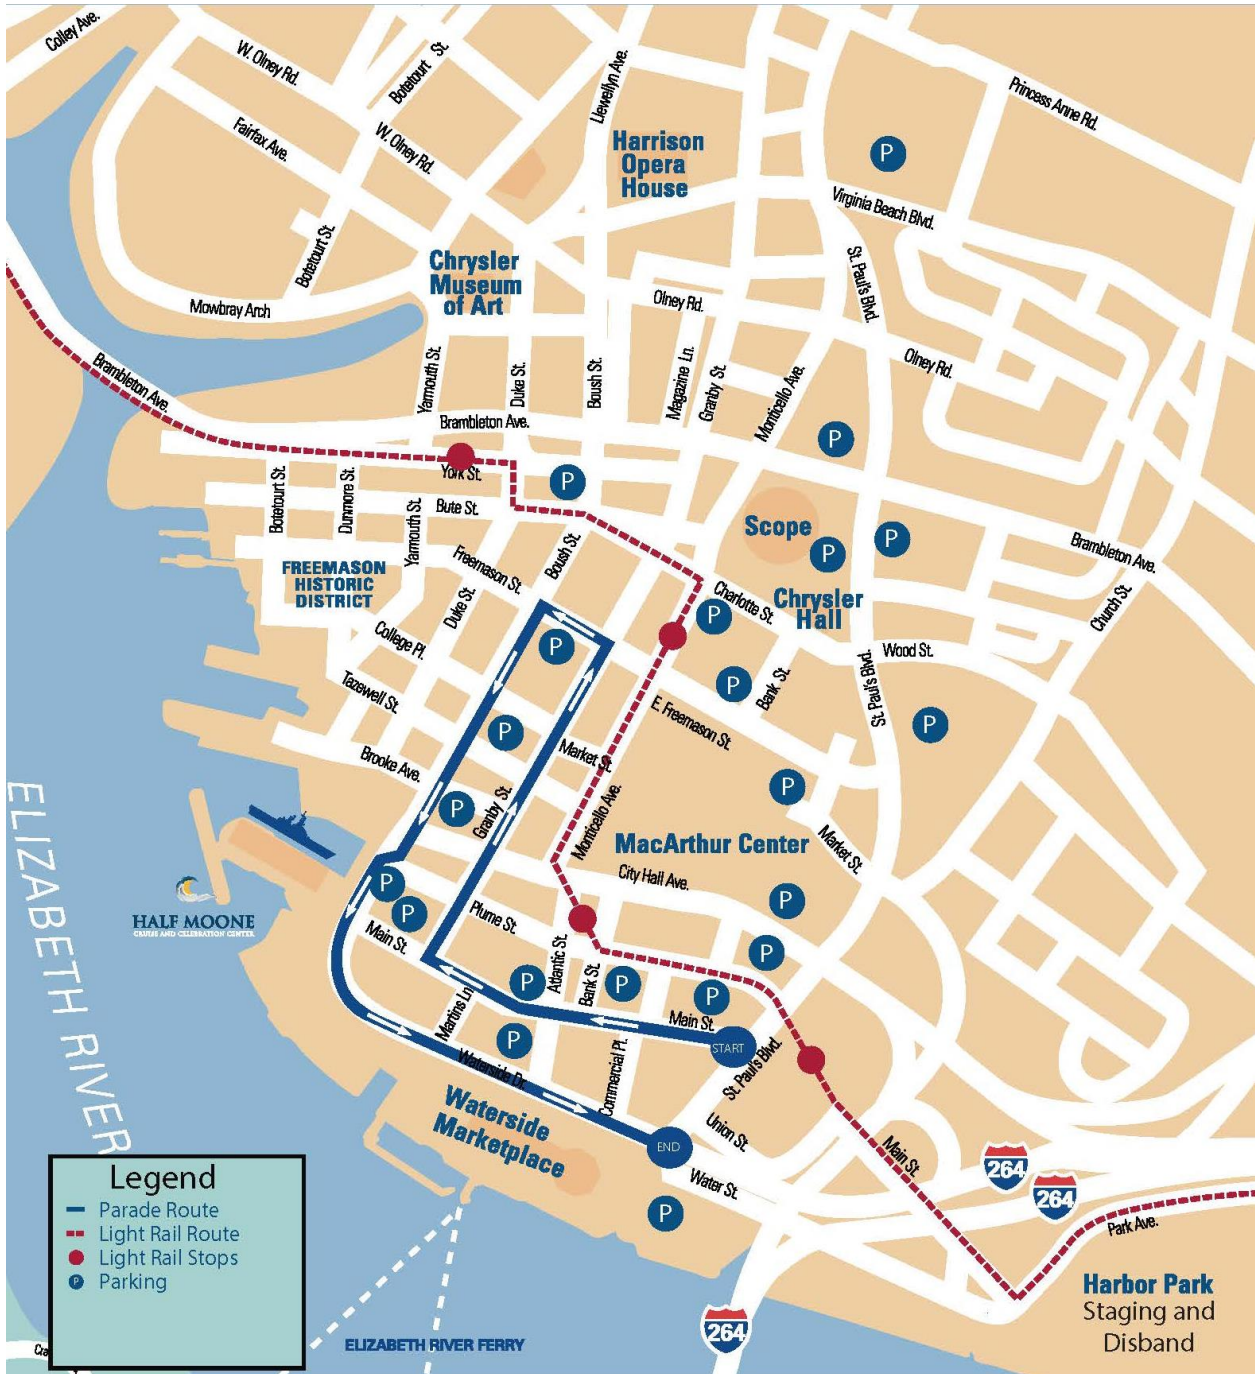 Colley Ave.
W. Olney Rd.
Botetourt St.
Llewellyn Ave.
Princess Anne Rd.
Fairfax Ave.
W. Olney Rd.
Harrison
Opera
House
P
Virginia Beach Blvd.
Botetourt St.
Chrysler
Museum
of Art
St. Paul's Blvd.
Mowbray Arch
Olney Rd.
Olney Rd.
Brambleton Ave.
Yarmouth St.
Duke St.
Boush St.
Magazine Ln.
Granby St.
Monticello Ave.
Brambleton Ave.
P
York St.
P
Botetourt St.
Dunmore St.
Yarmouth St.
Bute St.
Scope
P
P
Brambleton Ave.
Freemason St.
Boush St.
FREEMASON
HISTORIC
DISTRICT
Duke St.
Charlotte St.
P
Chrysler
Hall
Church St.
College Pl.
P
Wood St.
Tazewell St.
P
Bank St.
St. Paul's Blvd.
E. Freemason St.
P
P
Brooke Ave.
Market St.
P
Granby St.
Monticello Ave.
P
MacArthur Center
Market St.
City Hall Ave.
P
P
P
HALF MOONE
CRUISE AND CELEBRATION CENTER
Main St.
Plume St.
Atlantic St.
Bank St.
P
P
P
P
Martins Ln.
P
Main St.
START
St. Paul's Blvd.
Waterside Dr.
Commercial Pl.
ELIZABETH RIVER
Waterside
Marketplace
END
Union St.
Main St.
Water St.
P
264
264
Park Ave.
Harbor Park
Staging and
Disband
264
ELIZABETH RIVER FERRY
Legend
Parade Route
Light Rail Route
Light Rail Stops
P Parking
Cra